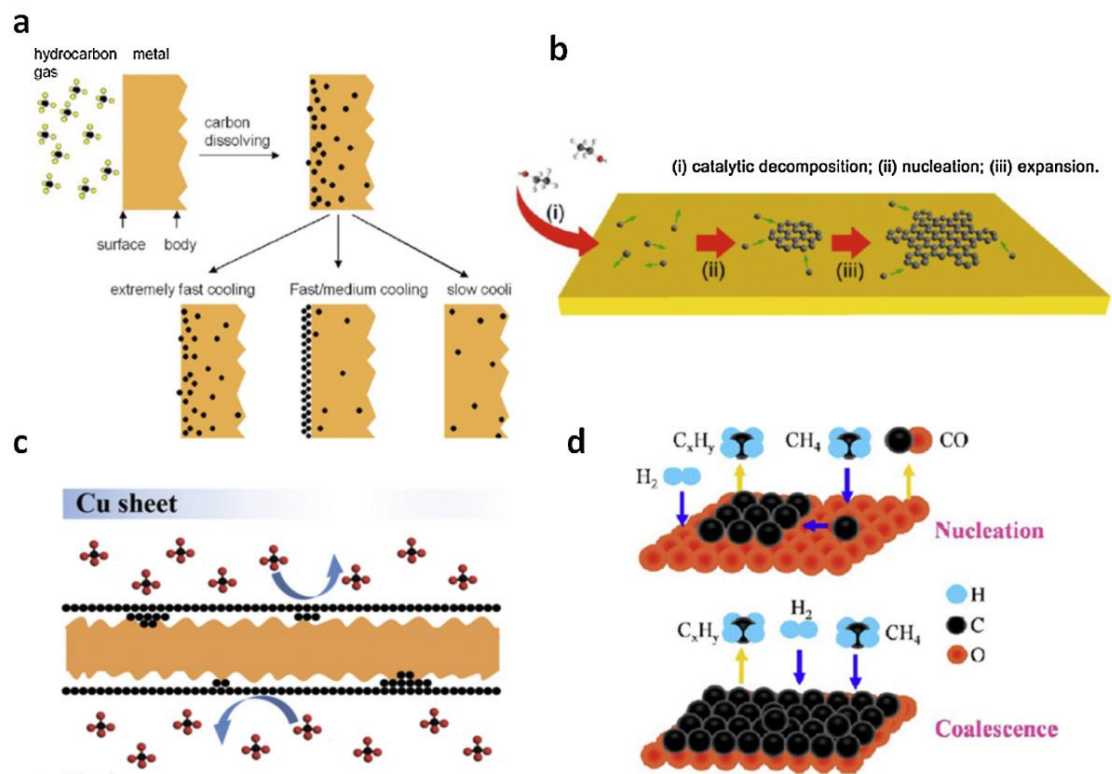 a
hydrocarbon gas
metal
carbon
dissolving
surface
body
extremely fast cooling
Fast/medium cooling
slow cooli
b
(i) catalytic decomposition; (ii) nucleation; (iii) expansion.
(i)
(ii)
(iii)
c
Cu sheet
d
CxHy
CH4
CO
H2
Nucleation
H
C
O
H2
CxHy
CH4
Coalescence